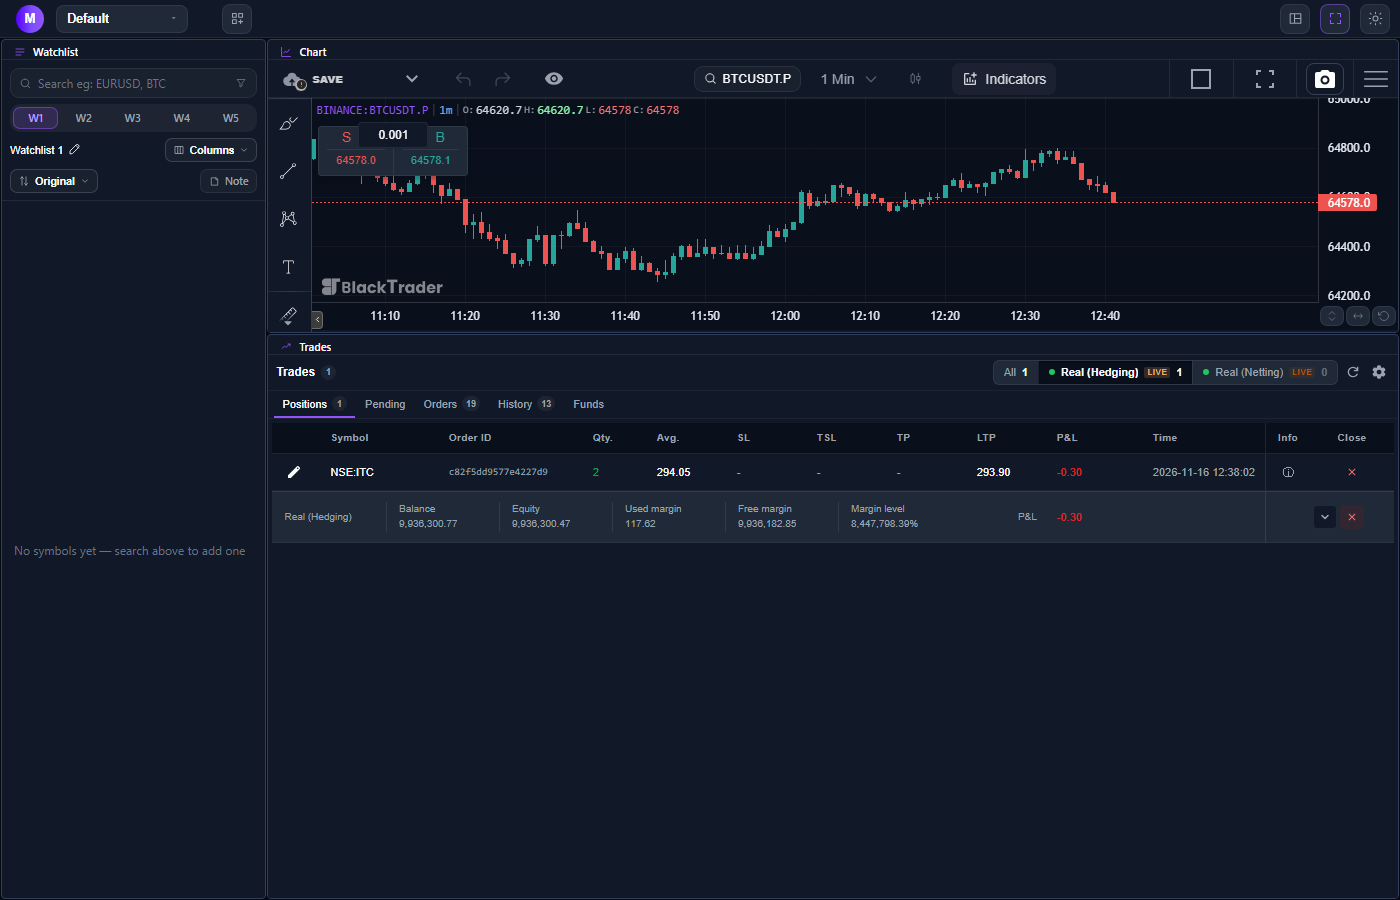 M Default
Watchlist
Search eg: EURUSD, BTC
W1 W2 W3 W4 W5
Watchlist 1 Columns
Original Note
No symbols yet — search above to add one
Chart
SAVE BTCUSDT.P 1 Min Indicators
BINANCE:BTCUSDT.P 1m O: 64620.7 H: 64620.7 L: 64578 C: 64578
S 0.001 B
64578.0 64578.1
65000.0
64800.0
64578.0
64400.0
64200.0
BlackTrader
11:10 11:20 11:30 11:40 11:50 12:00 12:10 12:20 12:30 12:40
Trades
Trades 1 All 1 Real (Hedging) LIVE 1 Real (Netting) LIVE 0
Positions 1 Pending Orders 19 History 13 Funds
Symbol Order ID Qty. Avg. SL TSL TP LTP P&L Time Info Close
NSE:ITC c82f5dd9577e4227d9 2 294.05 - - - 293.90 -0.30 2026-11-16 12:38:02
Real (Hedging) Balance Equity Used margin Free margin Margin level P&L -0.30
9,936,300.77 9,936,300.47 117.62 9,936,182.85 8,447,798.39%